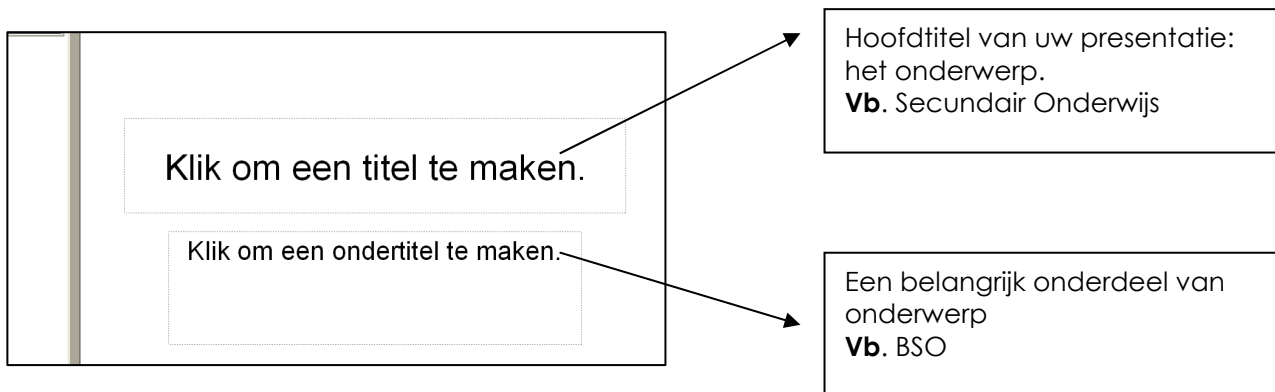 Hoofdtitel van uw presentatie:
het onderwerp.
Vb. Secundair Onderwijs
Klik om een titel te maken.
Klik om een ondertitel te maken.
Een belangrijk onderdeel van
onderwerp
Vb. BSO